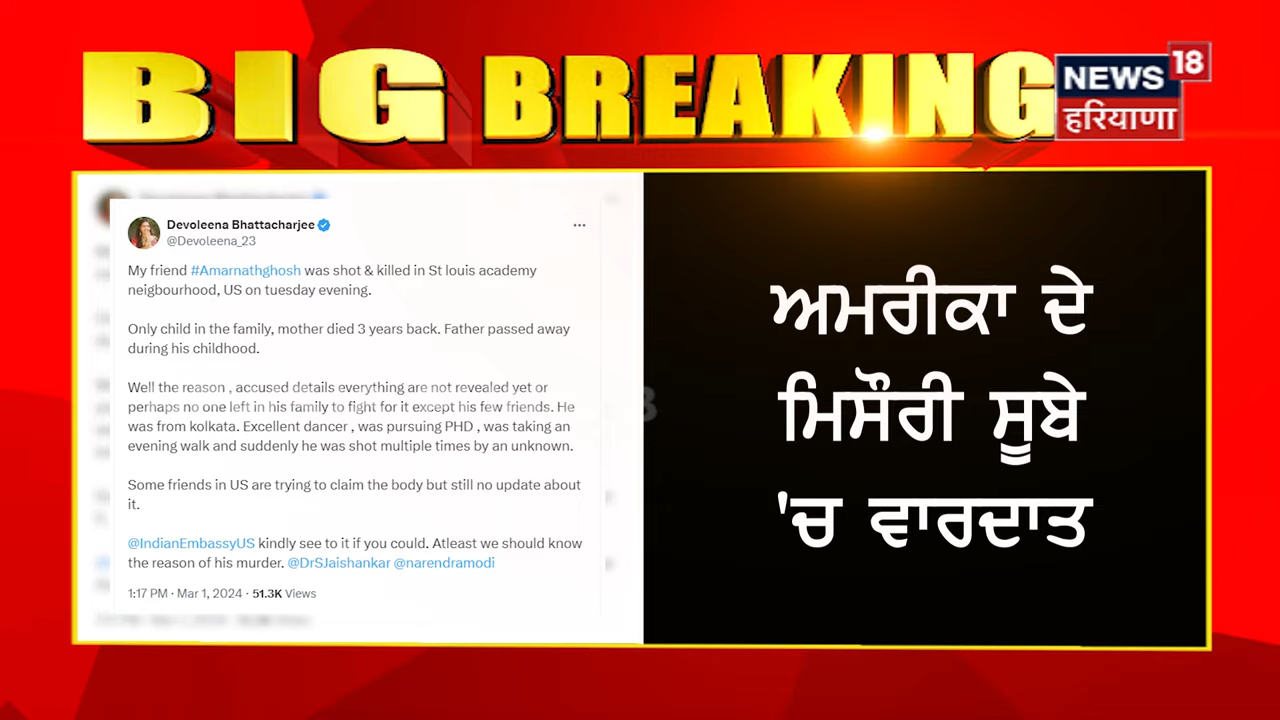 BIG BREAKING
NEWS 18
हरियाणा
Devoleena Bhattacharjee
@Devoleena_23
My friend #Amarnathghosh was shot & killed in St louis academy
neigbourhood, US on tuesday evening.
Only child in the family, mother died 3 years back. Father passed away
during his childhood.
Well the reason , accused details everything are not revealed yet or
perhaps no one left in his family to fight for it except his few friends. He
was from kolkata. Excellent dancer , was pursuing PHD , was taking an
evening walk and suddenly he was shot multiple times by an unknown.
Some friends in US are trying to claim the body but still no update about
it.
@IndianEmbassyUS kindly see to it if you could. Atleast we should know
the reason of his murder. @DrSJaishankar @narendramodi
1:17 PM · Mar 1, 2024 · 51.3K Views
ਅਮਰੀਕਾ ਦੇ
ਮਿਸੌਰੀ ਸੂਬੇ
'ਚ ਵਾਰਦਾਤ